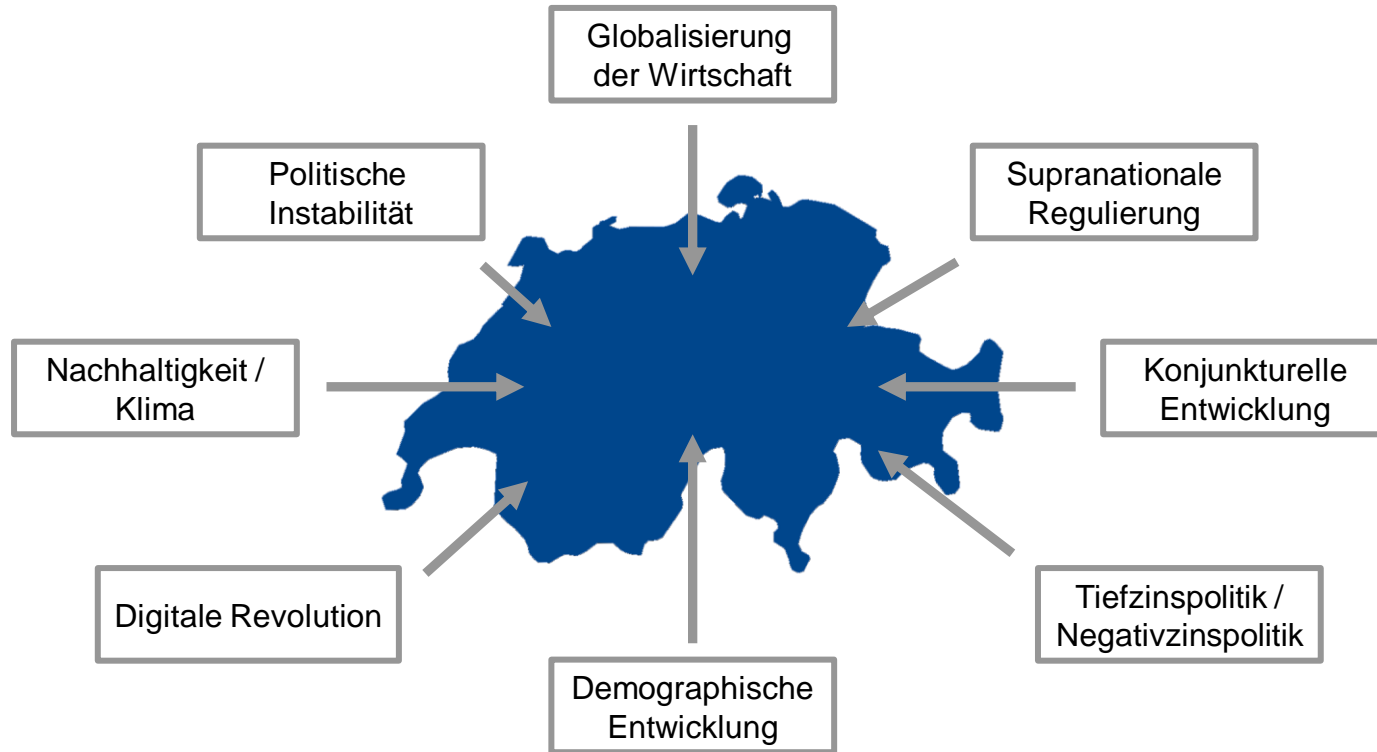 Globalisierung
der Wirtschaft
Politische
Instabilität
Supranationale
Regulierung
Nachhaltigkeit /
Klima
Konjunkturelle
Entwicklung
Digitale Revolution
Tiefzinspolitik /
Negativzinspolitik
Demographische
Entwicklung